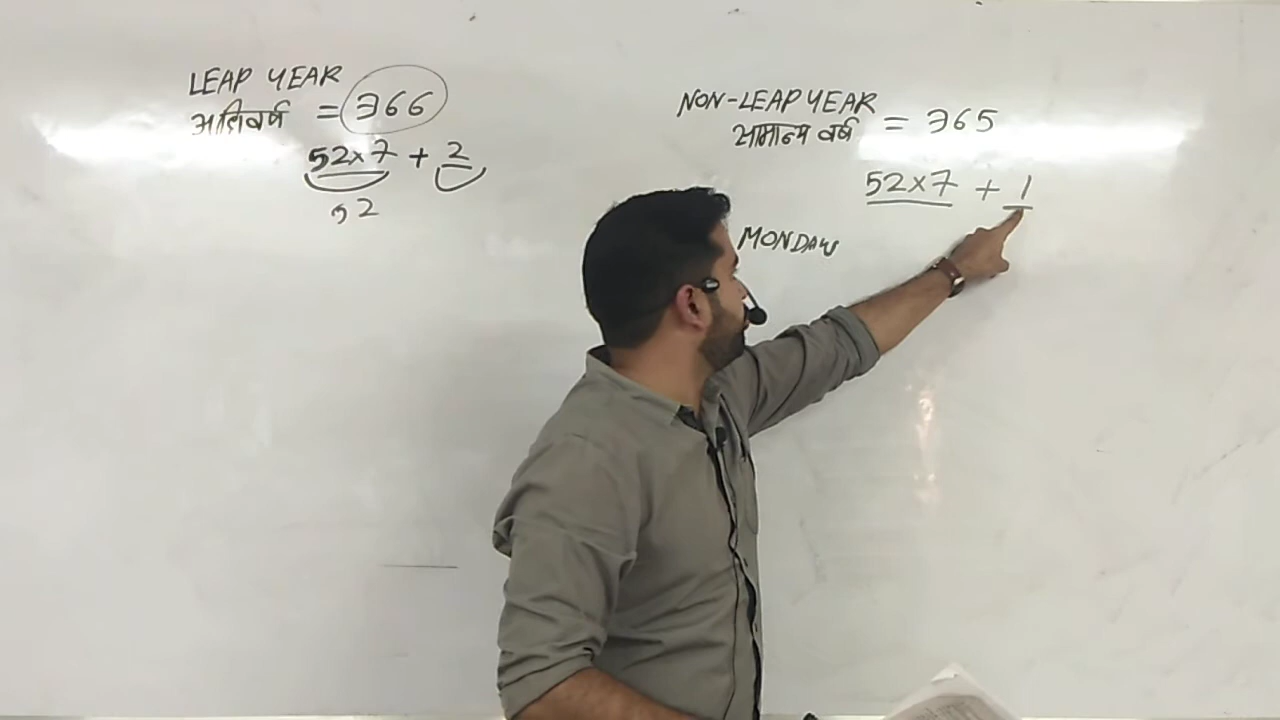 LEAP YEAR
अधिवर्ष = 366
52×7 + 2
52
NON-LEAP YEAR
सामान्य वर्ष = 365
52×7 + 1
MONDAY